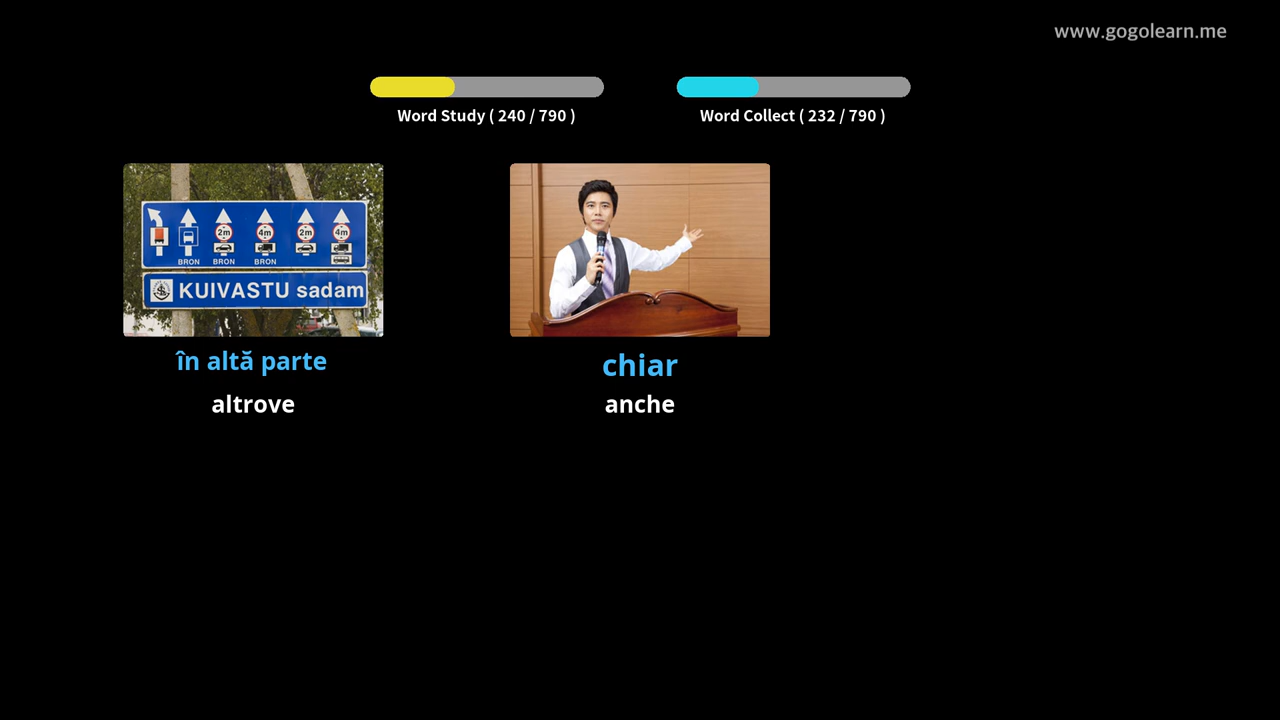 www.gogolearn.me
Word Study ( 240 / 790 )
Word Collect ( 232 / 790 )
2m 4m 2m 4m
BRON BRON BRON
KUIVASTU sadam
în altă parte
altrove
chiar
anche